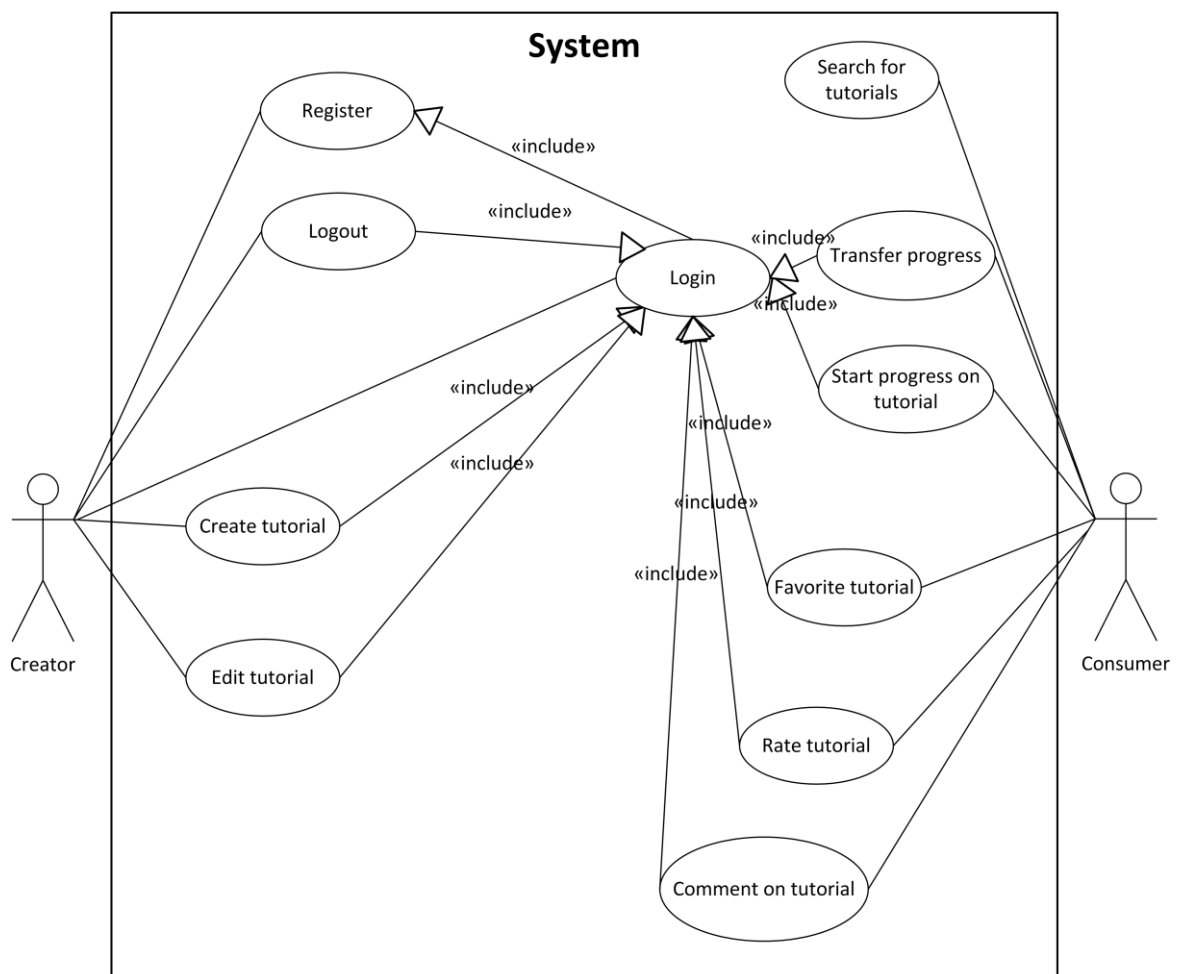 System
Search for
tutorials
Register
«include»
Logout
«include»
«include»
Transfer progress
Login
«include»
Start progress on
tutorial
«include»
«include»
«include»
«include»
Create tutorial
«include»
Favorite tutorial
Creator
Consumer
Edit tutorial
Rate tutorial
Comment on tutorial